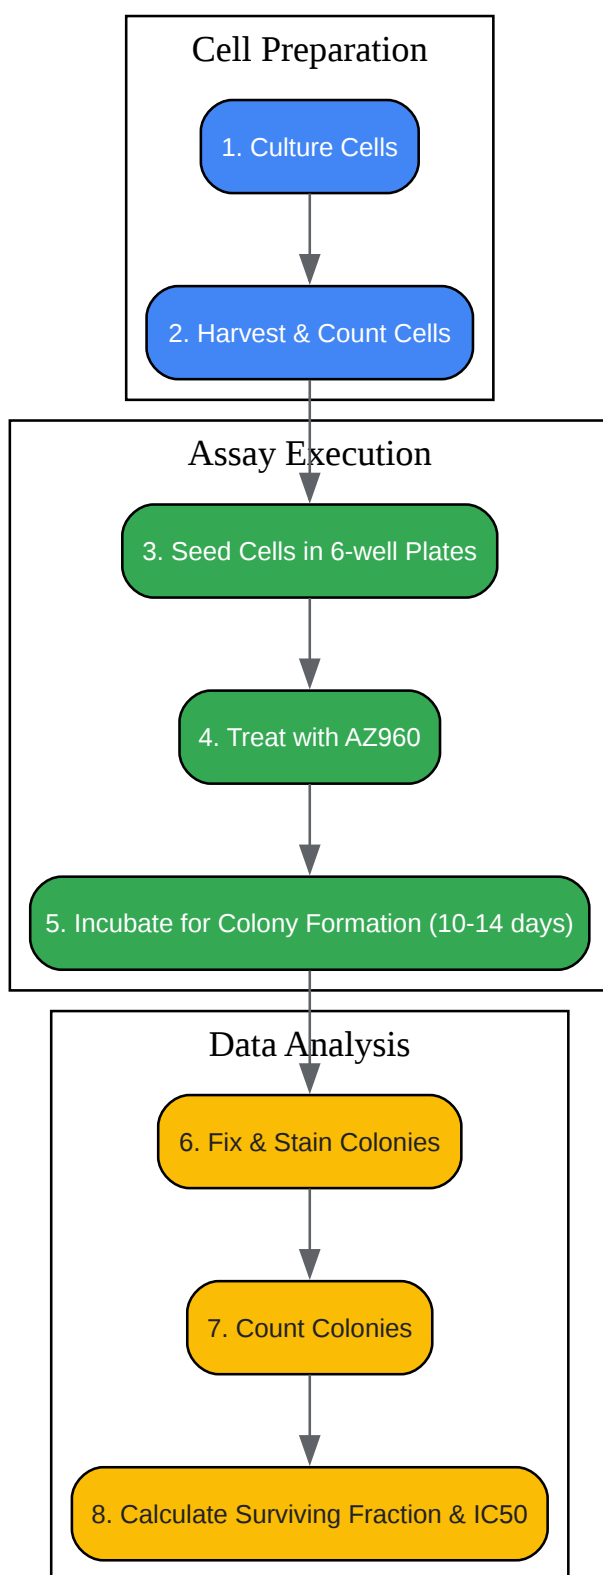 Cell Preparation
1. Culture Cells
2. Harvest & Count Cells
Assay Execution
3. Seed Cells in 6-well Plates
4. Treat with AZ960
5. Incubate for Colony Formation (10-14 days)
Data Analysis
6. Fix & Stain Colonies
7. Count Colonies
8. Calculate Surviving Fraction & IC50